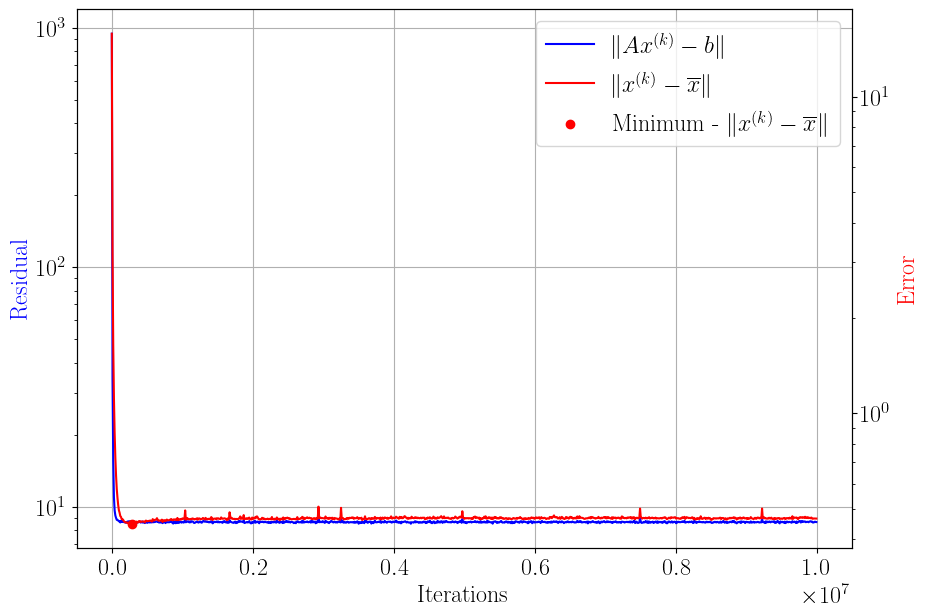 10³
10²
10¹
Residual
‖Ax⁽ᵏ⁾ − b‖
‖x⁽ᵏ⁾ − x̅‖
Minimum - ‖x⁽ᵏ⁾ − x̅‖
10¹
10⁰
Error
0.0 0.2 0.4 0.6 0.8 1.0
×10⁷
Iterations